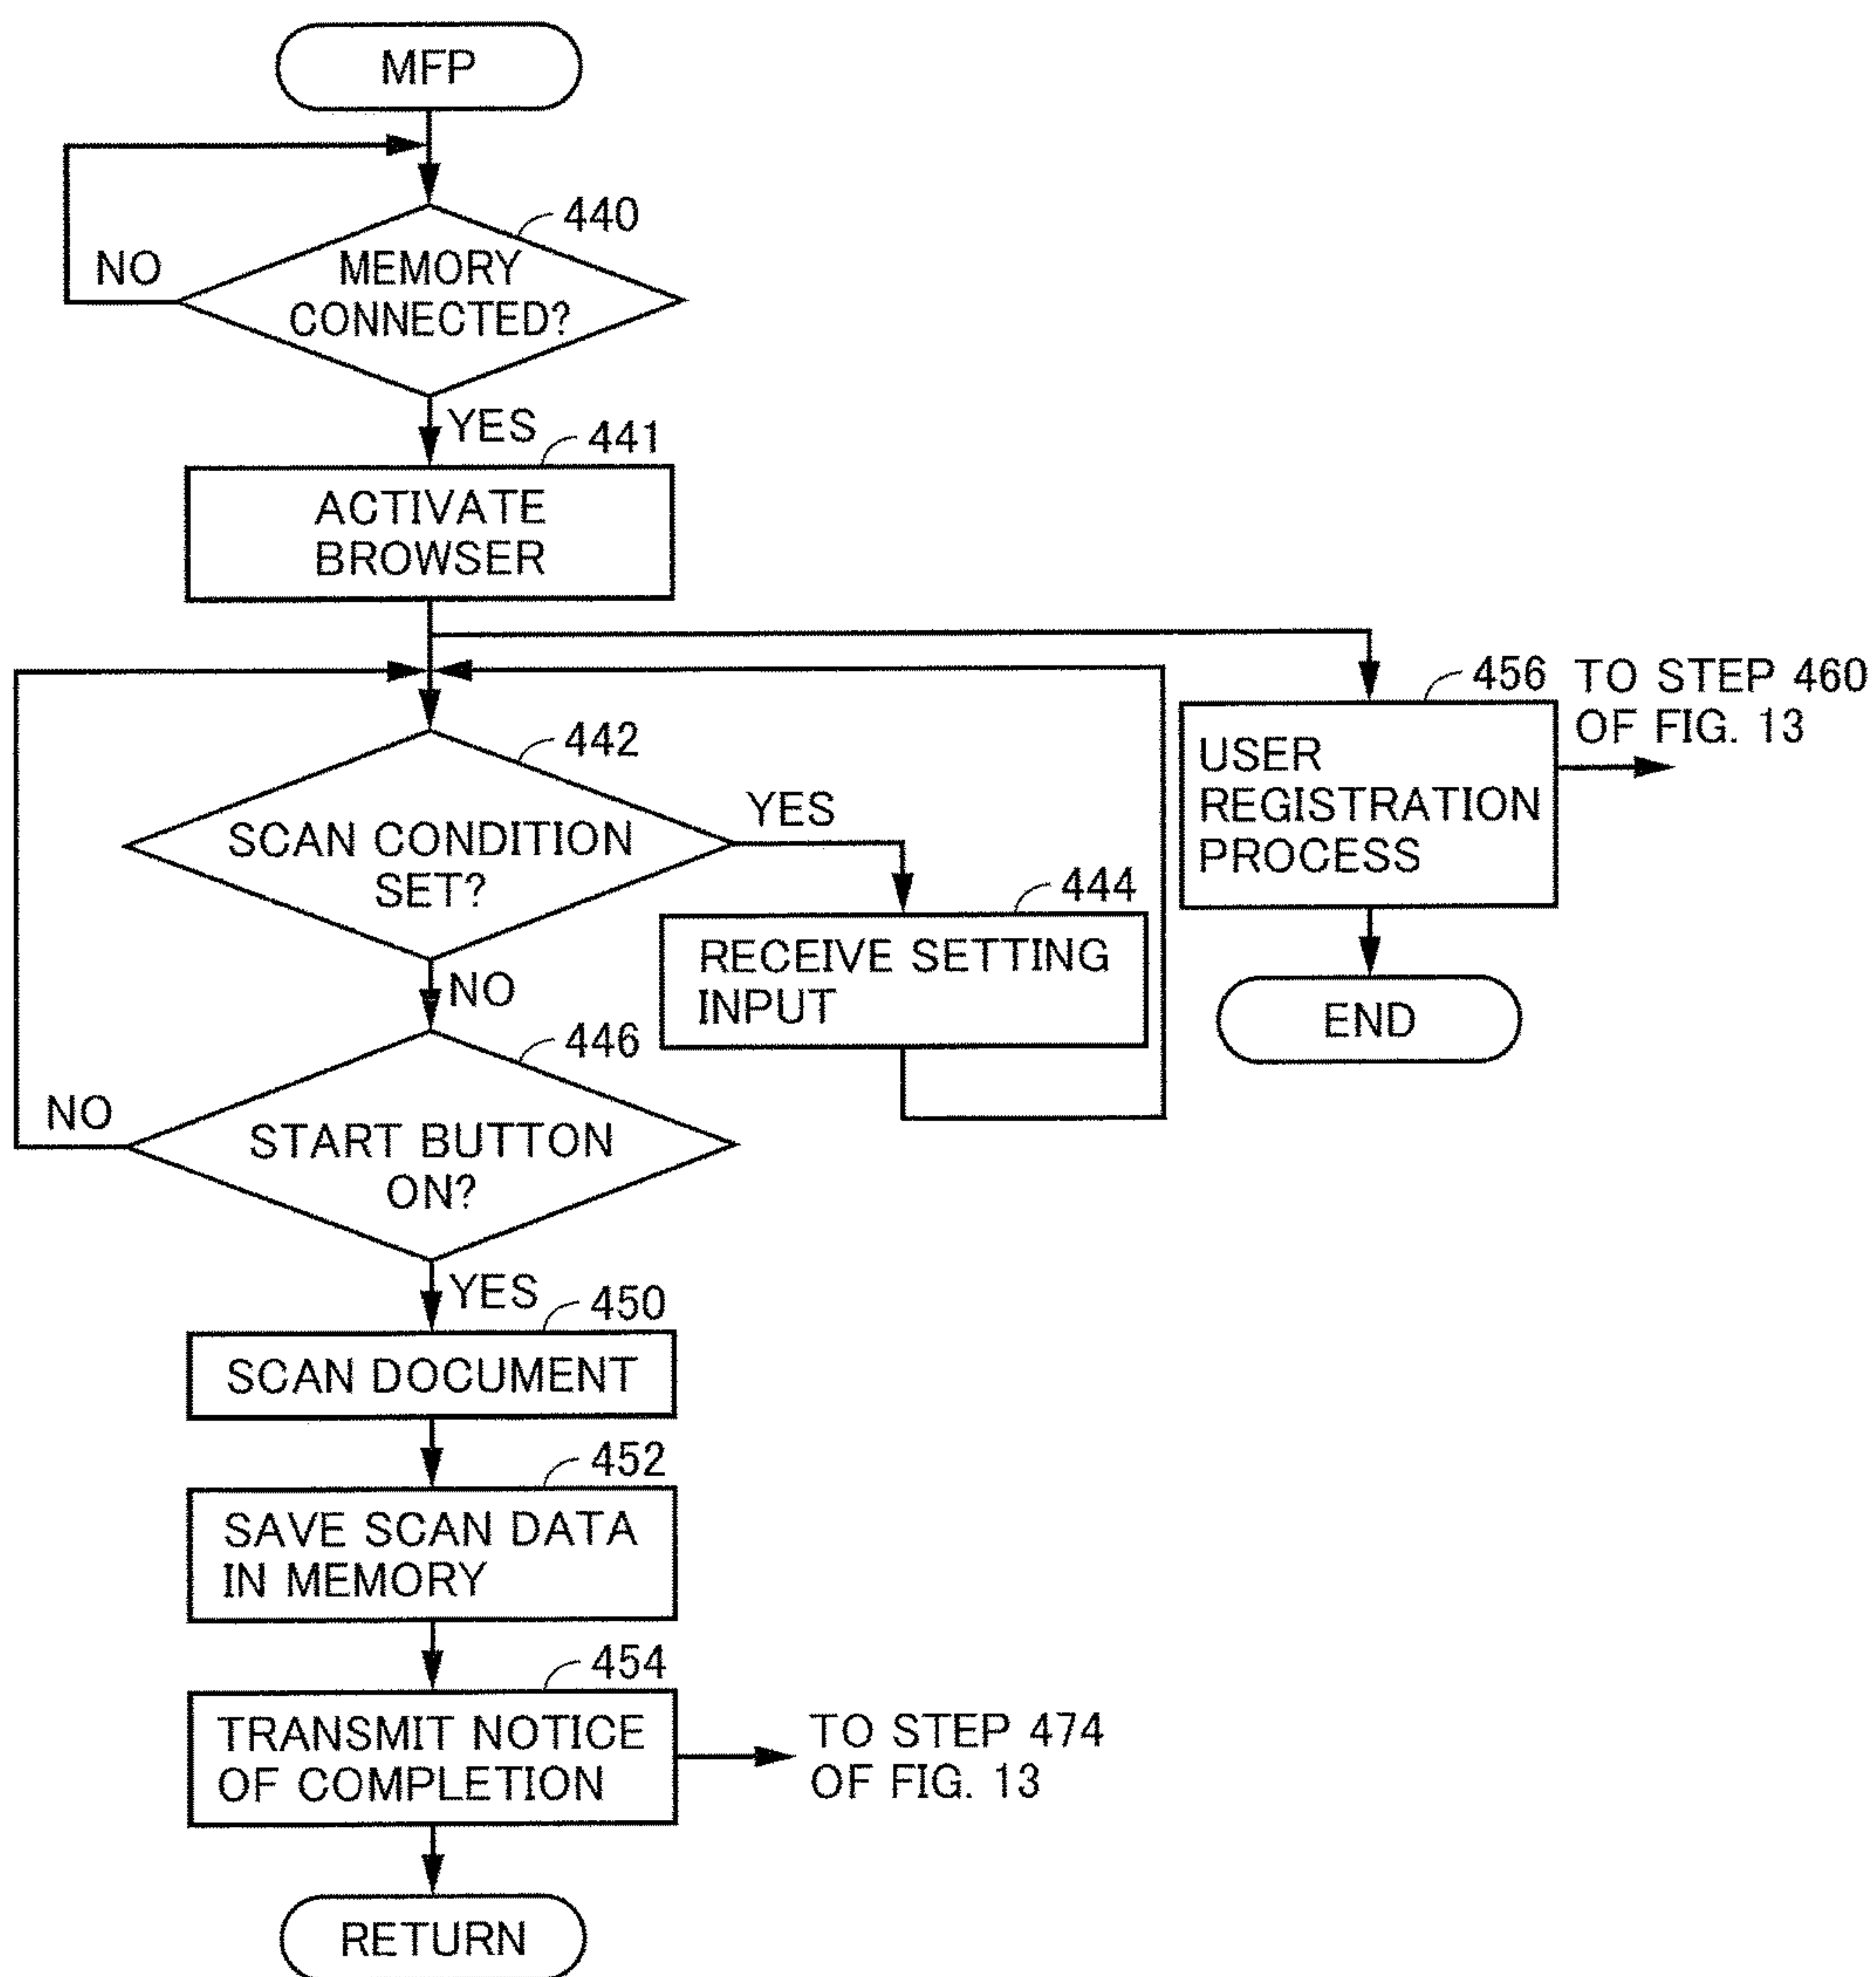 MFP
440
MEMORY
CONNECTED?
NO
YES
441
ACTIVATE
BROWSER
442
SCAN CONDITION
SET?
YES
444
RECEIVE SETTING
INPUT
456
TO STEP 460
OF FIG. 13
USER
REGISTRATION
PROCESS
END
NO
446
START BUTTON
ON?
NO
YES
450
SCAN DOCUMENT
452
SAVE SCAN DATA
IN MEMORY
454
TRANSMIT NOTICE
OF COMPLETION
TO STEP 474
OF FIG. 13
RETURN